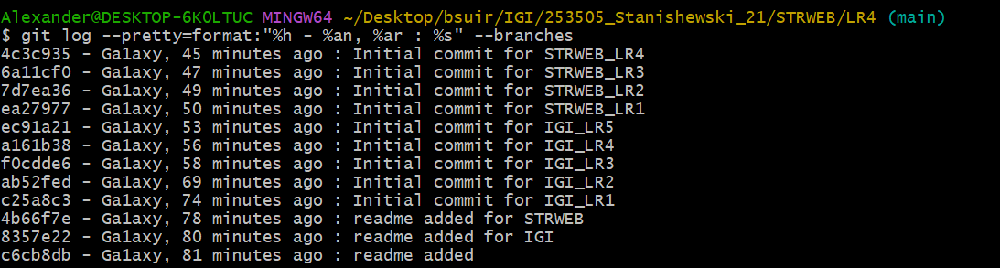 Alexander@DESKTOP-6KOLTUC MINGW64 ~/Desktop/bsuir/IGI/253505_Stanishewski_21/STRWEB/LR4 (main)
$ git log --pretty=format:"%h - %an, %ar : %s" --branches
4c3c935 - Ga1axy, 45 minutes ago : Initial commit for STRWEB_LR4
6a11cf0 - Ga1axy, 47 minutes ago : Initial commit for STRWEB_LR3
7d7ea36 - Ga1axy, 49 minutes ago : Initial commit for STRWEB_LR2
ea27977 - Ga1axy, 50 minutes ago : Initial commit for STRWEB_LR1
ec91a21 - Ga1axy, 53 minutes ago : Initial commit for IGI_LR5
a161b38 - Ga1axy, 56 minutes ago : Initial commit for IGI_LR4
f0cdde6 - Ga1axy, 58 minutes ago : Initial commit for IGI_LR3
ab52fed - Ga1axy, 69 minutes ago : Initial commit for IGI_LR2
c25a8c3 - Ga1axy, 74 minutes ago : Initial commit for IGI_LR1
4b66f7e - Ga1axy, 78 minutes ago : readme added for STRWEB
8357e22 - Ga1axy, 80 minutes ago : readme added for IGI
c6cb8db - Ga1axy, 81 minutes ago : readme added